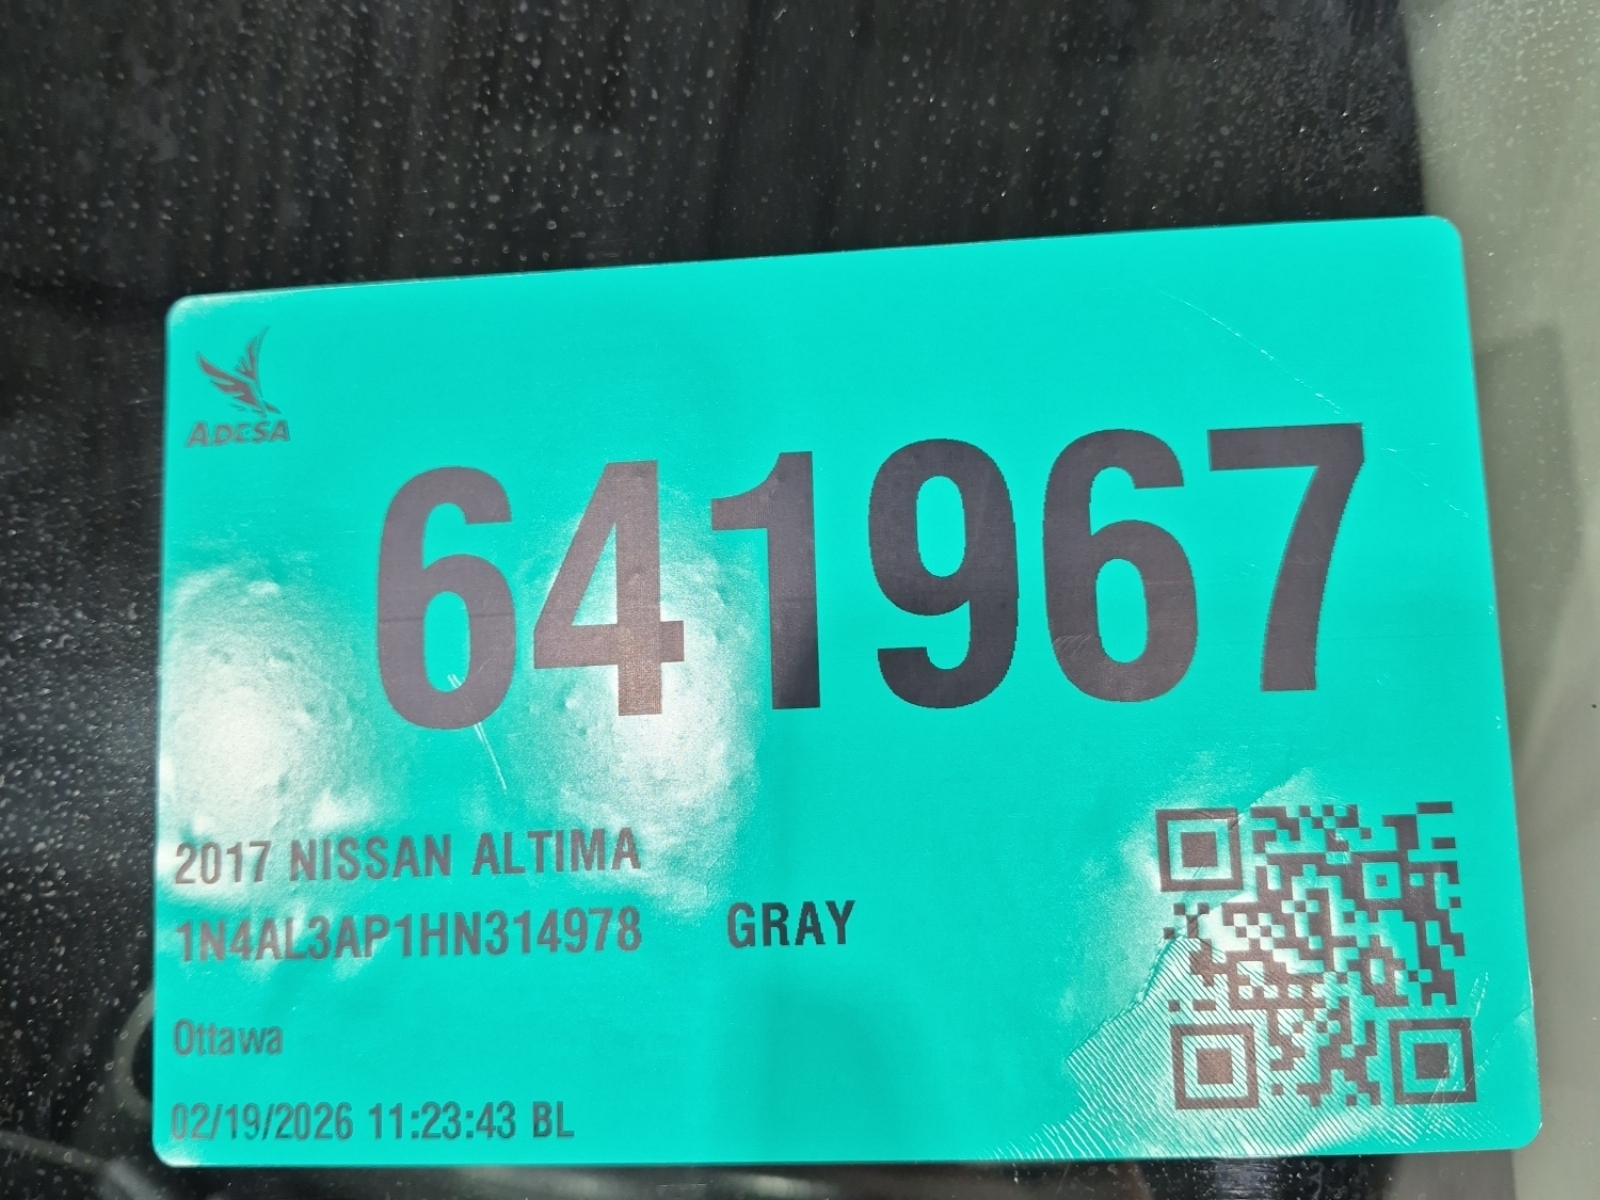 ADESA
641967
2017 NISSAN ALTIMA
1N4AL3AP1HN314978 GRAY
Ottawa
02/19/2026 11:23:43 BL